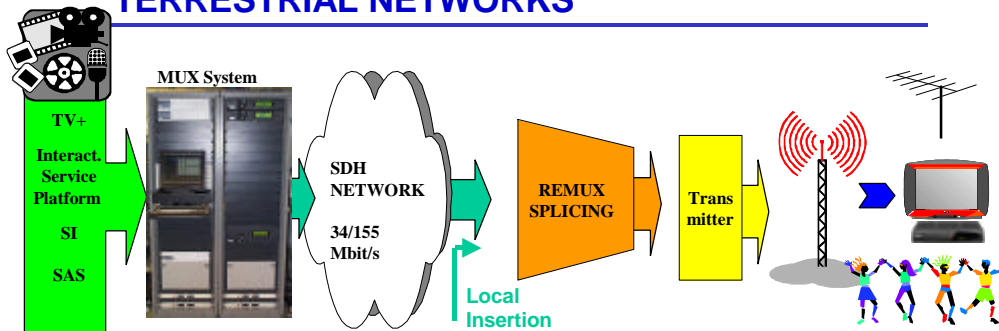 TERRESTRIAL NETWORKS
MUX System
TV+
Interact.
Service
Platform
SI
SAS
SDH
NETWORK
34/155
Mbit/s
REMUX
SPLICING
Trans
mitter
Local
Insertion